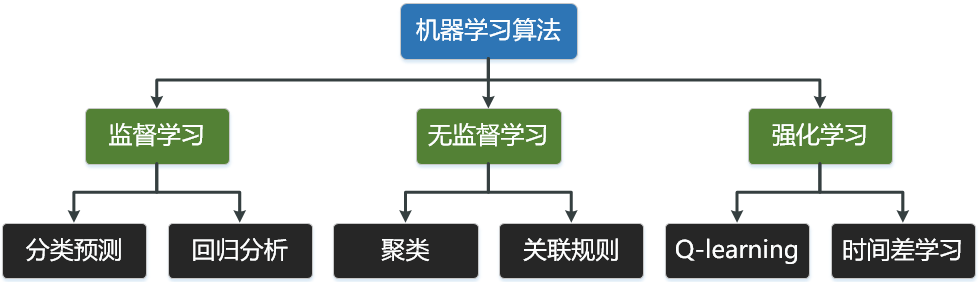 机器学习算法
监督学习
无监督学习
强化学习
分类预测
回归分析
聚类
关联规则
Q-learning
时间差学习